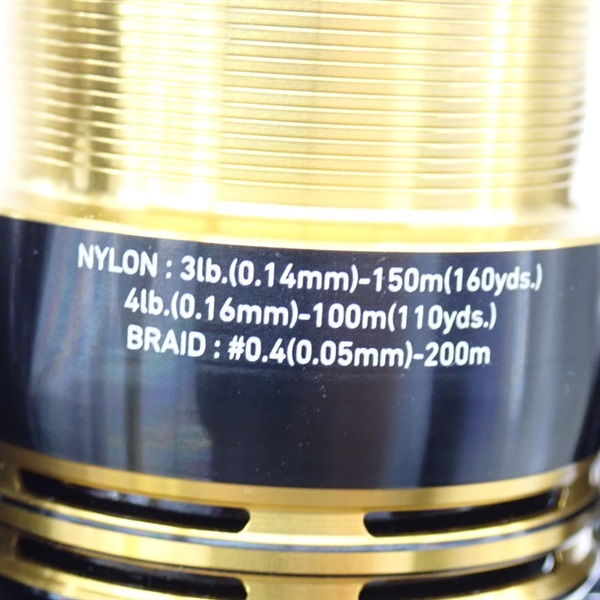 NYLON : 3lb.(0.14mm)-150m(160yds.)
4lb.(0.16mm)-100m(110yds.)
BRAID : #0.4(0.05mm)-200m